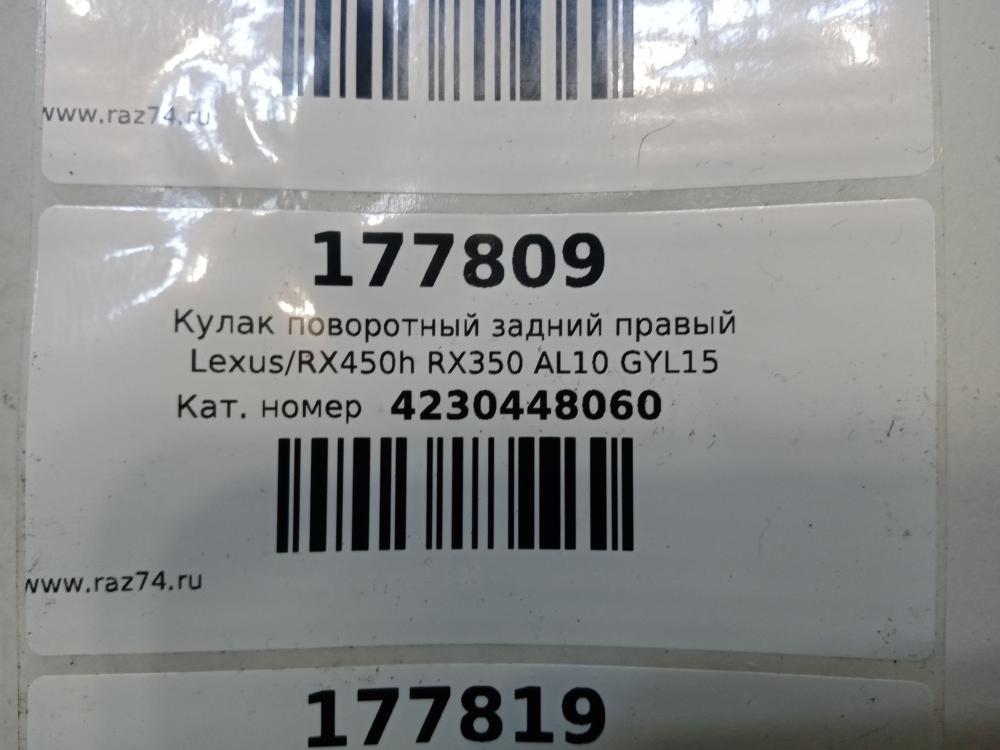 www.raz74.ru
177809
Кулак поворотный задний правый
Lexus/RX450h RX350 AL10 GYL15
Кат. номер 4230448060
www.raz74.ru
177819